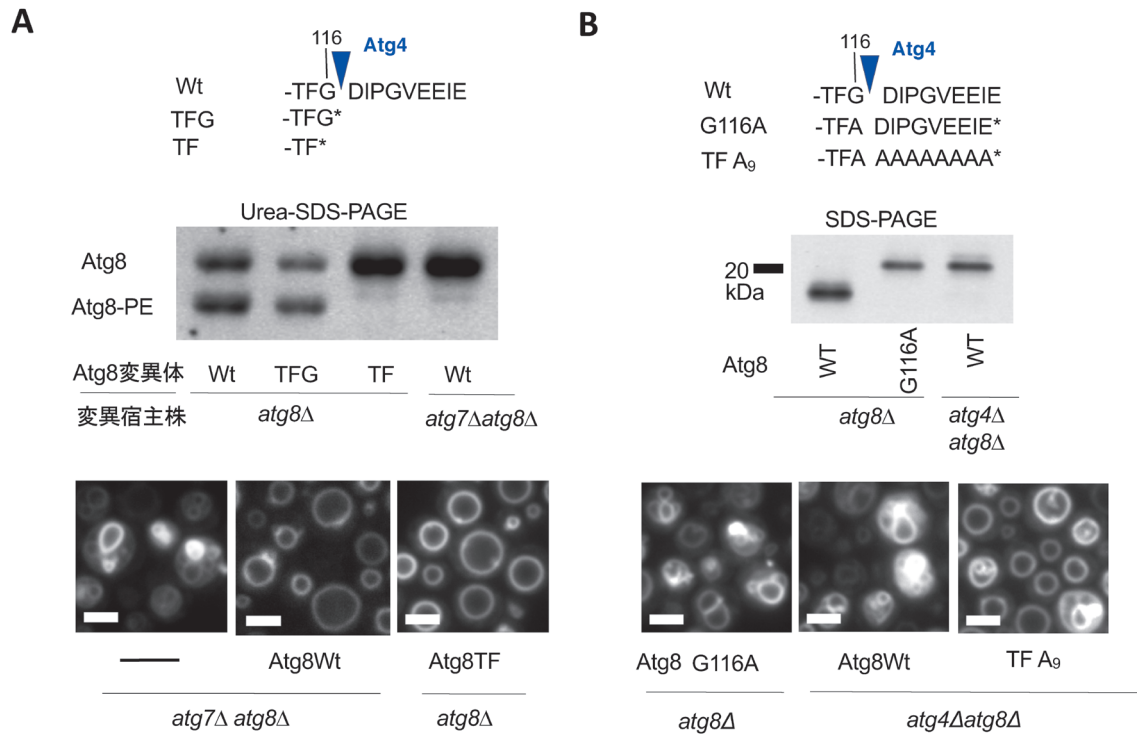 A
116
Atg4
Wt -TFG DIPGVEEIE
TFG -TFG*
TF -TF*
Urea-SDS-PAGE
Atg8
Atg8-PE
Atg8変異体 Wt TFG TF Wt
変異宿主株 atg8Δ atg7Δatg8Δ
Atg8Wt Atg8TF
atg7Δ atg8Δ atg8Δ
B
116
Atg4
Wt -TFG DIPGVEEIE
G116A -TFA DIPGVEEIE*
TF A₉ -TFA AAAAAAAA*
SDS-PAGE
20
kDa
Atg8 WT G116A WT
atg8Δ atg4Δ
atg8Δ
Atg8 G116A Atg8Wt TF A₉
atg8Δ atg4Δatg8Δ